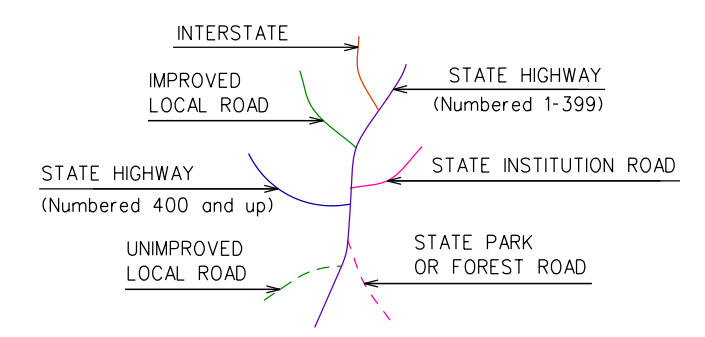 INTERSTATE
STATE HIGHWAY
(Numbered 1-399)
IMPROVED
LOCAL ROAD
STATE INSTITUTION ROAD
STATE HIGHWAY
(Numbered 400 and up)
STATE PARK
OR FOREST ROAD
UNIMPROVED
LOCAL ROAD